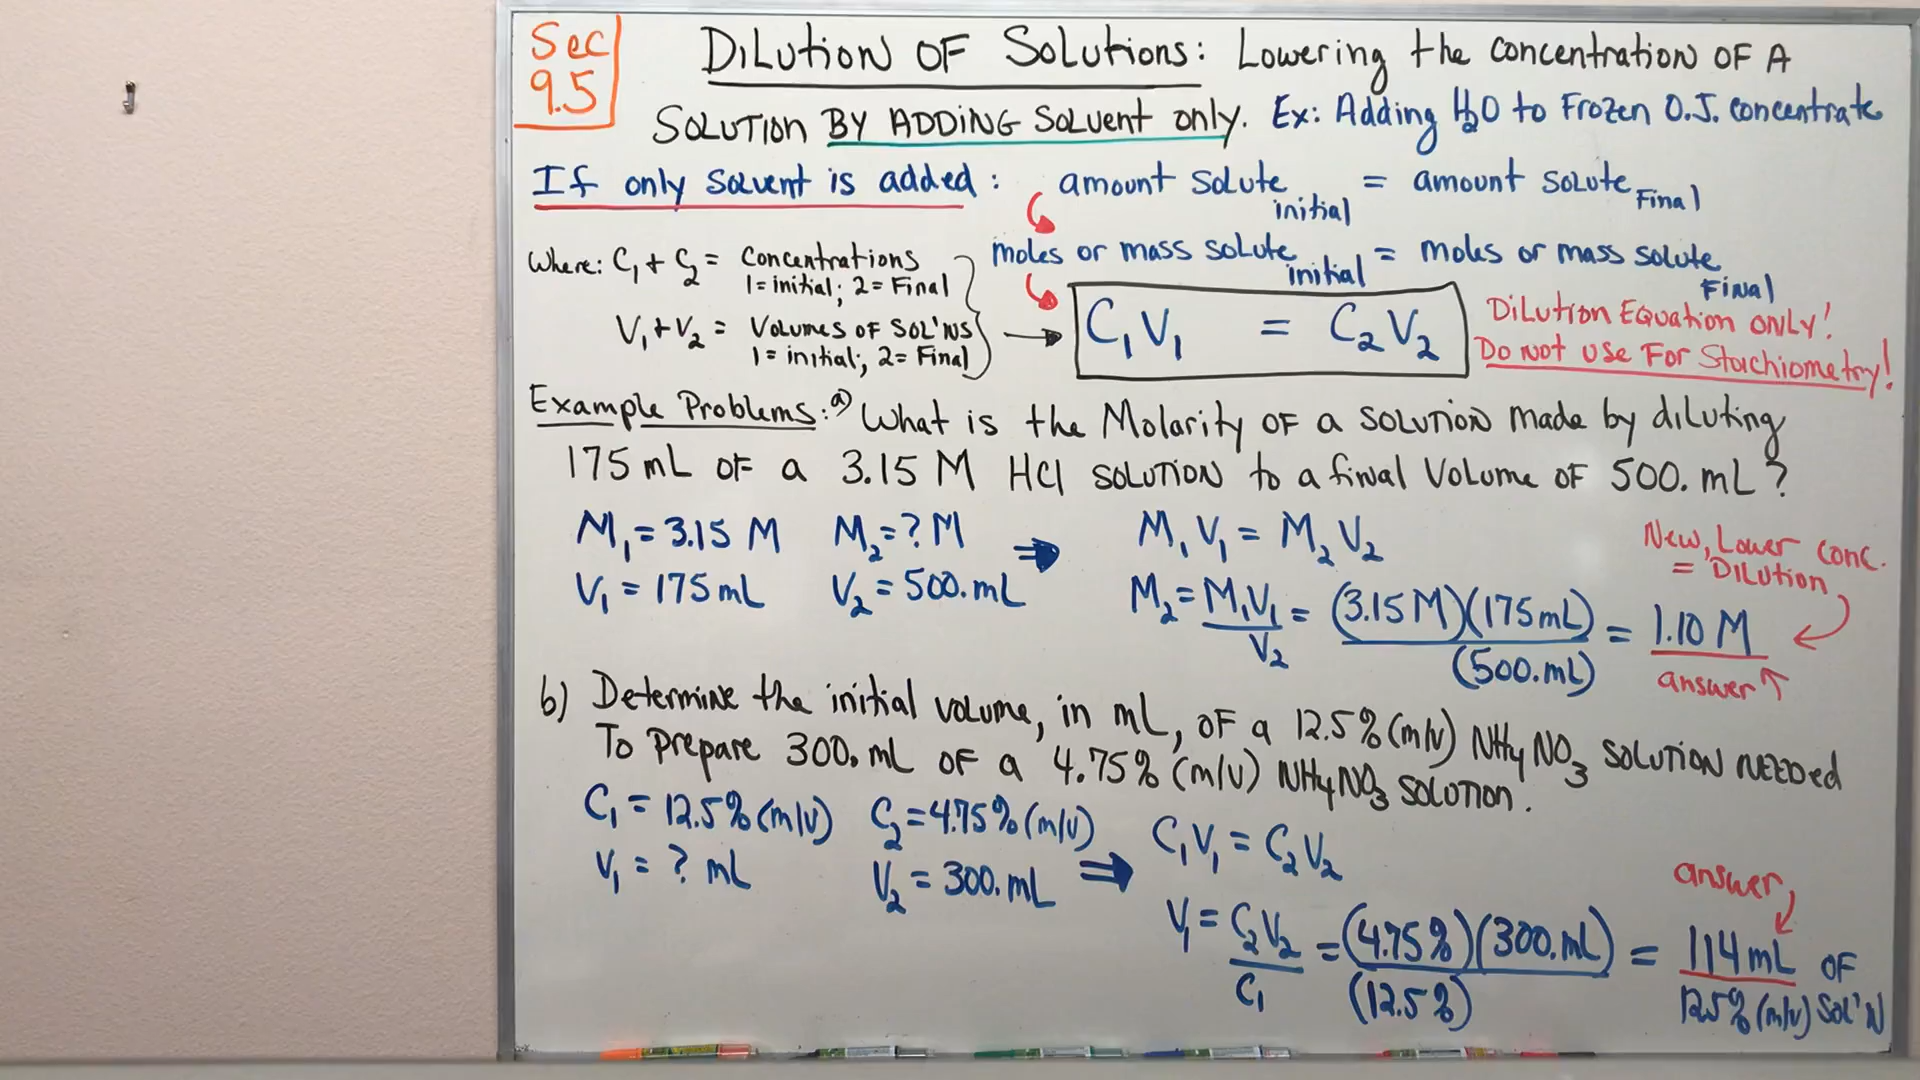 Sec 9.5
Dilution of Solutions: Lowering the concentration of a
solution by adding solvent only. Ex: Adding H₂O to Frozen O.J. concentrate
If only solvent is added: amount solute initial = amount solute Final
moles or mass solute initial = moles or mass solute Final
Where: C₁ + C₂ = Concentrations
1 = initial; 2 = Final
V₁ + V₂ = Volumes of Sol'ns
1 = initial; 2 = Final
C₁V₁ = C₂V₂
Dilution Equation ONLY!
Do Not Use For Stoichiometry!
Example Problems: a) What is the Molarity of a solution made by diluting
175 mL of a 3.15 M HCl solution to a final Volume of 500. mL?
M₁ = 3.15 M M₂ = ? M ⇒ M₁V₁ = M₂V₂
V₁ = 175 mL V₂ = 500. mL
M₂ = M₁V₁/V₂ = (3.15 M)(175 mL)/(500. mL) = 1.10 M
New, Lower conc.
= Dilution
answer
b) Determine the initial volume, in mL, of a 12.5% (m/v) NH₄NO₃ solution needed
To prepare 300. mL of a 4.75% (m/v) NH₄NO₃ solution.
C₁ = 12.5% (m/v) C₂ = 4.75% (m/v)
V₁ = ? mL V₂ = 300. mL ⇒ C₁V₁ = C₂V₂
V₁ = C₂V₂/C₁ = (4.75%)(300. mL)/(12.5%) = 114 mL of
12.5% (m/v) Sol'n
answer